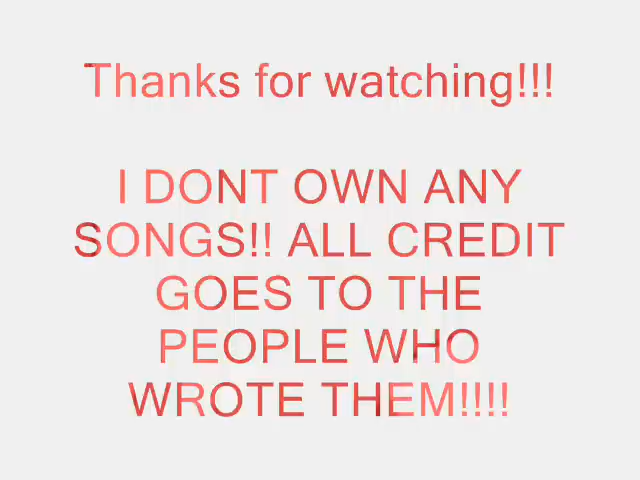 Thanks for watching!!!
I DONT OWN ANY
SONGS!! ALL CREDIT
GOES TO THE
PEOPLE WHO
WROTE THEM!!!!